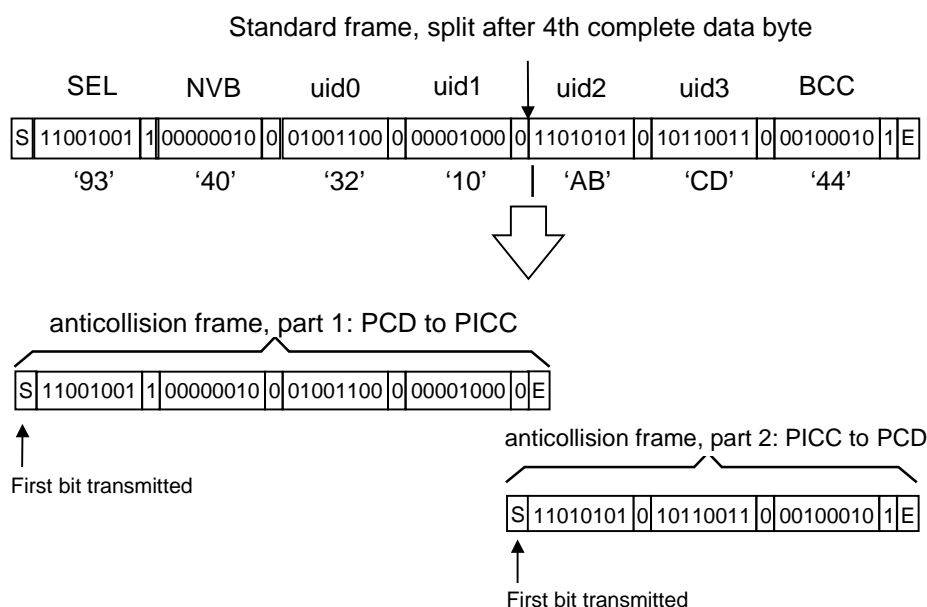 Standard frame, split after 4th complete data byte
SEL NVB uid0 uid1 uid2 uid3 BCC
S 11001001 1 00000010 0 01001100 0 00001000 0 11010101 0 10110011 0 00100010 1 E
‘93’ ‘40’ ‘32’ ‘10’ ‘AB’ ‘CD’ ‘44’
anticollision frame, part 1: PCD to PICC
S 11001001 1 00000010 0 01001100 0 00001000 0 E
First bit transmitted
anticollision frame, part 2: PICC to PCD
S 11010101 0 10110011 0 00100010 1 E
First bit transmitted